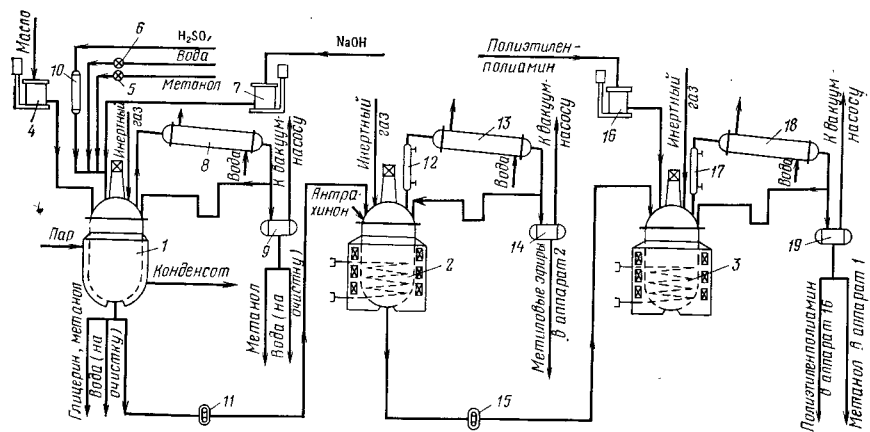 Масло
H₂SO₄
Вода
Метанол
NaOH
Полиэтилен-
полиамин
6
5
10
4
7
16
Инертный
газ
8
Вода
К вакуум-
насосу
Инертный
газ
12
13
К вакуум-
насосу
Инертный
газ
17
18
Вода
К вакуум-
насосу
Антра-
хинон
9
14
19
Пар
1
2
3
Конденсот
Глицерин, метанол
Вода (на
очистку)
Метанол
Вода (на
очистку)
Метиловые эфиры
в аппарат 2
Полиэтиленполиамин
в аппарат 16
Метанол в аппарат 1
11
15